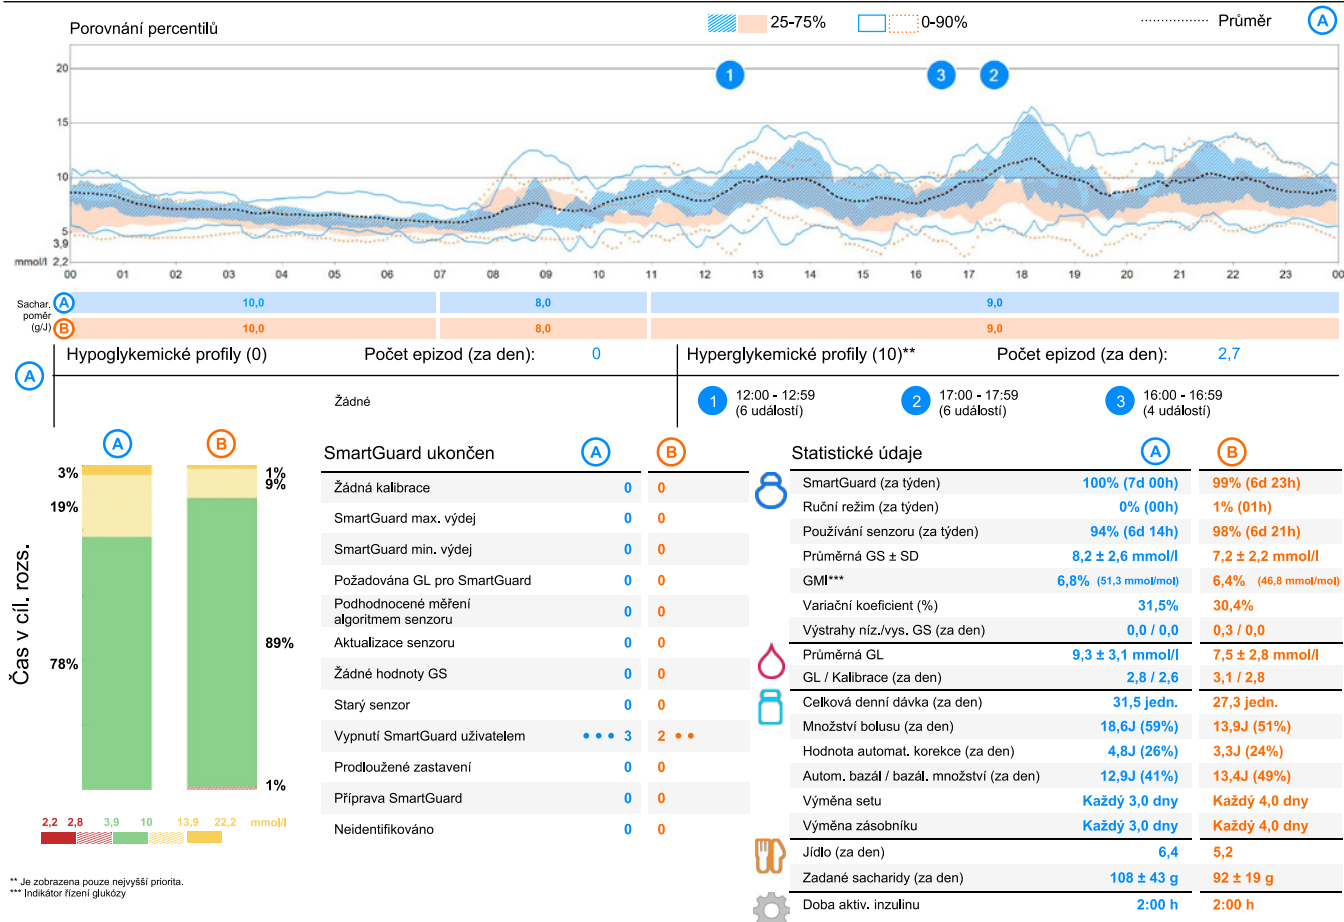 Porovnání percentilů
25-75%
0-90%
Průměr
A
20
15
10
5
3,9
mmol/l 2,2
1
3
2
00 01 02 03 04 05 06 07 08 09 10 11 12 13 14 15 16 17 18 19 20 21 22 23 00
Sachar. poměr (g/J)
A 10,0 8,0 9,0
B 10,0 8,0 9,0
A
Hypoglykemické profily (0) Počet epizod (za den): 0
Žádné
Hyperglykemické profily (10)** Počet epizod (za den): 2,7
1 12:00 - 12:59 (6 událostí)
2 17:00 - 17:59 (6 událostí)
3 16:00 - 16:59 (4 událostí)
Čas v cíl. rozs.
A B
3% 1%
19% 9%
78% 89%
1%
2,2 2,8 3,9 10 13,9 22,2 mmol/l
SmartGuard ukončen A B
Žádná kalibrace 0 0
SmartGuard max. výdej 0 0
SmartGuard min. výdej 0 0
Požadována GL pro SmartGuard 0 0
Podhodnocené měření
algoritmem senzoru 0 0
Aktualizace senzoru 0 0
Žádné hodnoty GS 0 0
Starý senzor 0 0
Vypnutí SmartGuard uživatelem 3 2
Prodloužené zastavení 0 0
Příprava SmartGuard 0 0
Neidentifikováno 0 0
Statistické údaje A B
SmartGuard (za týden) 100% (7d 00h) 99% (6d 23h)
Ruční režim (za týden) 0% (00h) 1% (01h)
Používání senzoru (za týden) 94% (6d 14h) 98% (6d 21h)
Průměrná GS ± SD 8,2 ± 2,6 mmol/l 7,2 ± 2,2 mmol/l
GMI*** 6,8% (51,3 mmol/mol) 6,4% (46,8 mmol/mol)
Variační koeficient (%) 31,5% 30,4%
Výstrahy níz./vys. GS (za den) 0,0 / 0,0 0,3 / 0,0
Průměrná GL 9,3 ± 3,1 mmol/l 7,5 ± 2,8 mmol/l
GL / Kalibrace (za den) 2,8 / 2,6 3,1 / 2,8
Celková denní dávka (za den) 31,5 jedn. 27,3 jedn.
Množství bolusu (za den) 18,6J (59%) 13,9J (51%)
Hodnota automat. korekce (za den) 4,8J (26%) 3,3J (24%)
Autom. bazál / bazál. množství (za den) 12,9J (41%) 13,4J (49%)
Výměna setu Každý 3,0 dny Každý 4,0 dny
Výměna zásobníku Každý 3,0 dny Každý 4,0 dny
Jídlo (za den) 6,4 5,2
Zadané sacharidy (za den) 108 ± 43 g 92 ± 19 g
Doba aktiv. inzulinu 2:00 h 2:00 h
** Je zobrazena pouze nejvyšší priorita.
*** Indikátor řízení glukózy